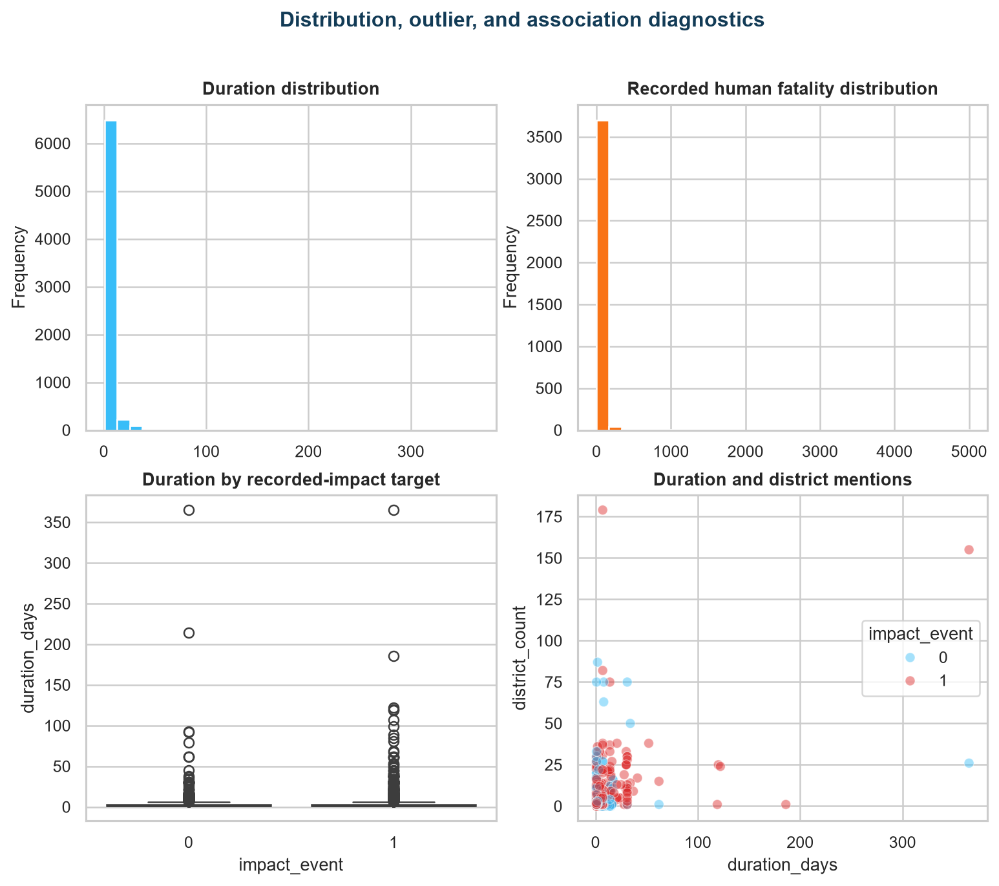 Distribution, outlier, and association diagnostics
Duration distribution
Frequency
6000
5000
4000
3000
2000
1000
0
0 100 200 300
Recorded human fatality distribution
Frequency
3500
3000
2500
2000
1500
1000
500
0
0 1000 2000 3000 4000 5000
Duration by recorded-impact target
duration_days
350
300
250
200
150
100
50
0
0 1
impact_event
Duration and district mentions
district_count
175
150
125
100
75
50
25
0
impact_event
0
1
0 100 200 300
duration_days